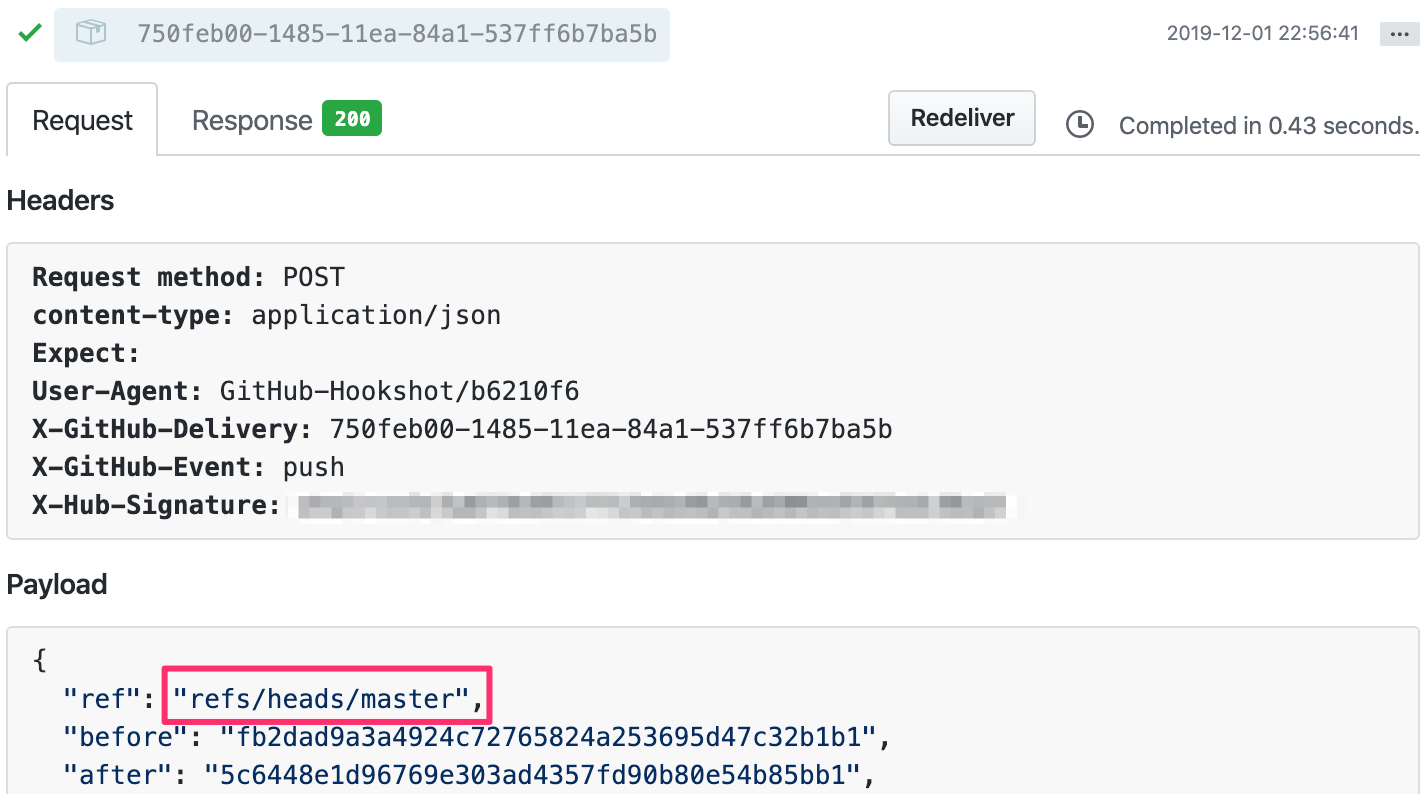 750feb00-1485-11ea-84a1-537ff6b7ba5b 2019-12-01 22:56:41 ...
Request Response 200 Redeliver Completed in 0.43 seconds.
Headers
Request method: POST
content-type: application/json
Expect:
User-Agent: GitHub-Hookshot/b6210f6
X-GitHub-Delivery: 750feb00-1485-11ea-84a1-537ff6b7ba5b
X-GitHub-Event: push
X-Hub-Signature:
Payload
{
"ref": "refs/heads/master",
"before": "fb2dad9a3a4924c72765824a253695d47c32b1b1",
"after": "5c6448e1d96769e303ad4357fd90b80e54b85bb1",